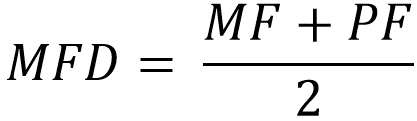 MFD = (MF + PF) / 2